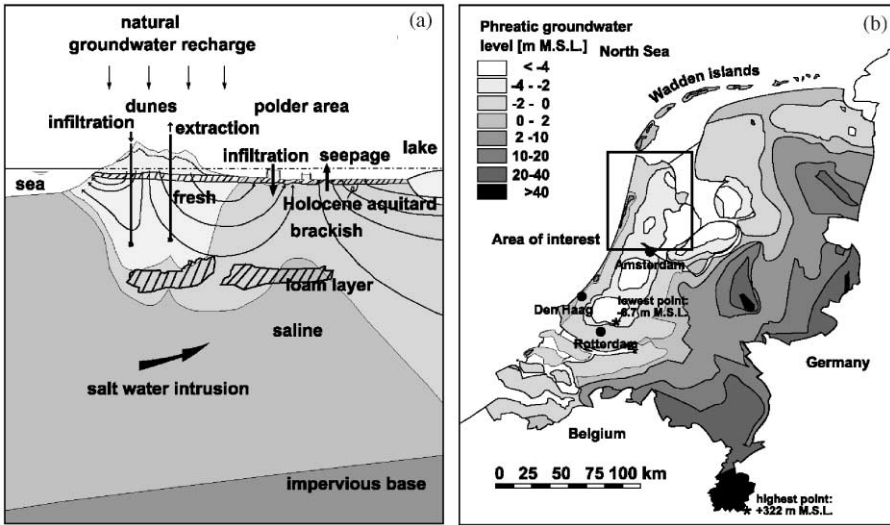 (a)
natural
groundwater recharge
dunes
polder area
infiltration
extraction
infiltration
seepage
lake
sea
fresh
Holocene aquitard
brackish
loam layer
saline
salt water intrusion
impervious base
(b)
Phreatic groundwater
level [m M.S.L.]
North Sea
< -4
-4 - -2
-2 - 0
0 - 2
2 -10
10-20
20-40
>40
Wadden islands
Area of interest
Amsterdam
Den Haag
lowest point:
-6.7 m M.S.L.
Rotterdam
Germany
Belgium
0 25 50 75 100 km
highest point:
+322 m M.S.L.